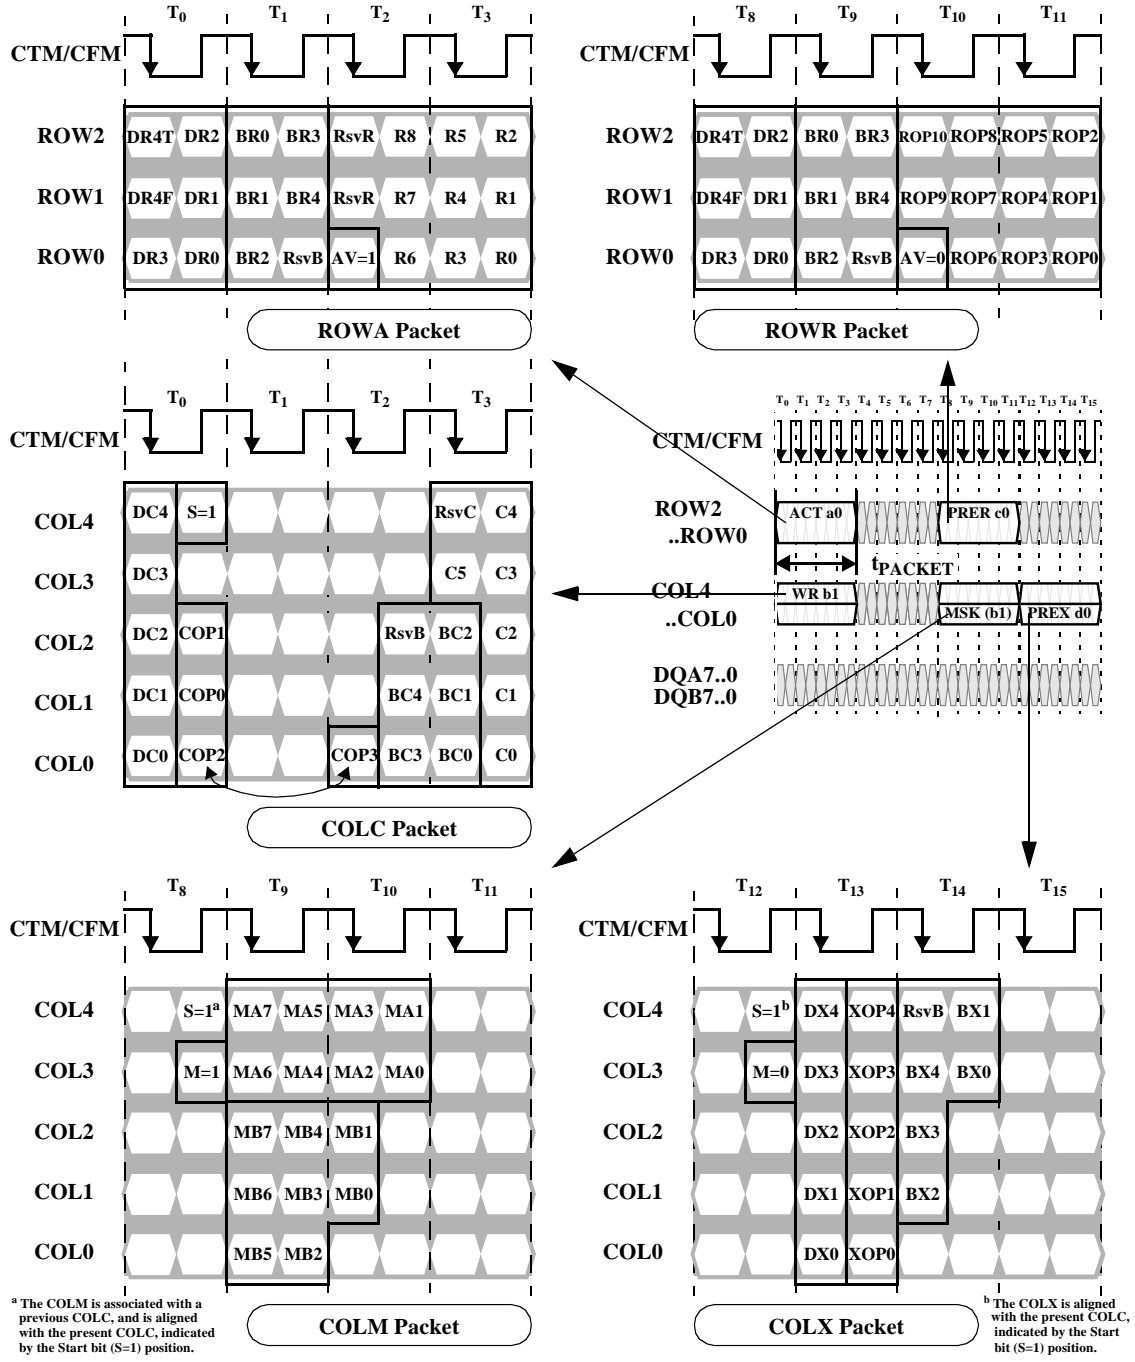 T0 T1 T2 T3
CTM/CFM
ROW2 DR4T DR2 BR0 BR3 RsvR R8 R5 R2
ROW1 DR4F DR1 BR1 BR4 RsvR R7 R4 R1
ROW0 DR3 DR0 BR2 RsvB AV=1 R6 R3 R0
ROWA Packet
T8 T9 T10 T11
CTM/CFM
ROW2 DR4T DR2 BR0 BR3 ROP10 ROP8 ROP5 ROP2
ROW1 DR4F DR1 BR1 BR4 ROP9 ROP7 ROP4 ROP1
ROW0 DR3 DR0 BR2 RsvB AV=0 ROP6 ROP3 ROP0
ROWR Packet
T0 T1 T2 T3
CTM/CFM
COL4 DC4 S=1 RsvC C4
COL3 DC3 C5 C3
COL2 DC2 COP1 RsvB BC2 C2
COL1 DC1 COP0 BC4 BC1 C1
COL0 DC0 COP2 COP3 BC3 BC0 C0
COLC Packet
T0 T1 T2 T3 T4 T5 T6 T7 T8 T9 T10 T11 T12 T13 T14 T15
CTM/CFM
ROW2 ACT a0 PRER c0
..ROW0
tPACKET
COL4 WR b1
..COL0 MSK (b1) PREX d0
DQA7..0
DQB7..0
T8 T9 T10 T11
CTM/CFM
COL4 S=1a MA7 MA5 MA3 MA1
COL3 M=1 MA6 MA4 MA2 MA0
COL2 MB7 MB4 MB1
COL1 MB6 MB3 MB0
COL0 MB5 MB2
a The COLM is associated with a
previous COLC, and is aligned
with the present COLC, indicated
by the Start bit (S=1) position.
COLM Packet
T12 T13 T14 T15
CTM/CFM
COL4 S=1b DX4 XOP4 RsvB BX1
COL3 M=0 DX3 XOP3 BX4 BX0
COL2 DX2 XOP2 BX3
COL1 DX1 XOP1 BX2
COL0 DX0 XOP0
COLX Packet
b The COLX is aligned
with the present COLC,
indicated by the Start
bit (S=1) position.